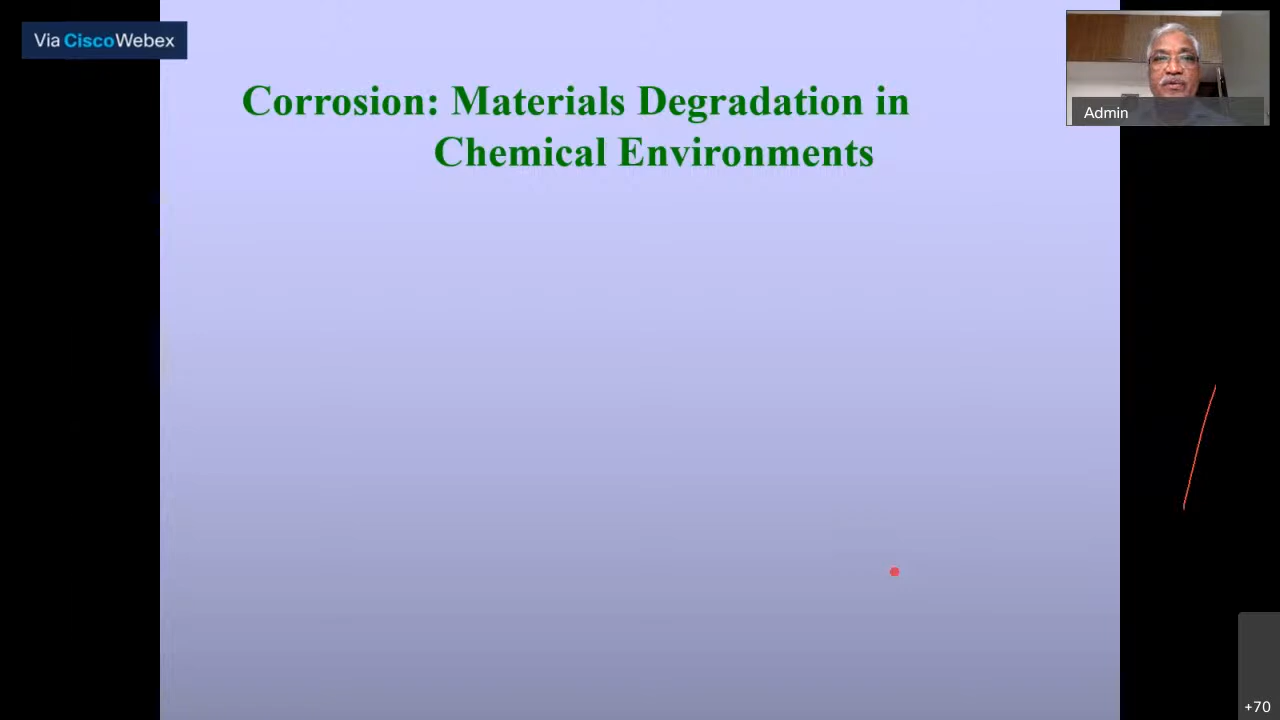 Via CiscoWebex
Corrosion: Materials Degradation in
Chemical Environments
Admin
+70